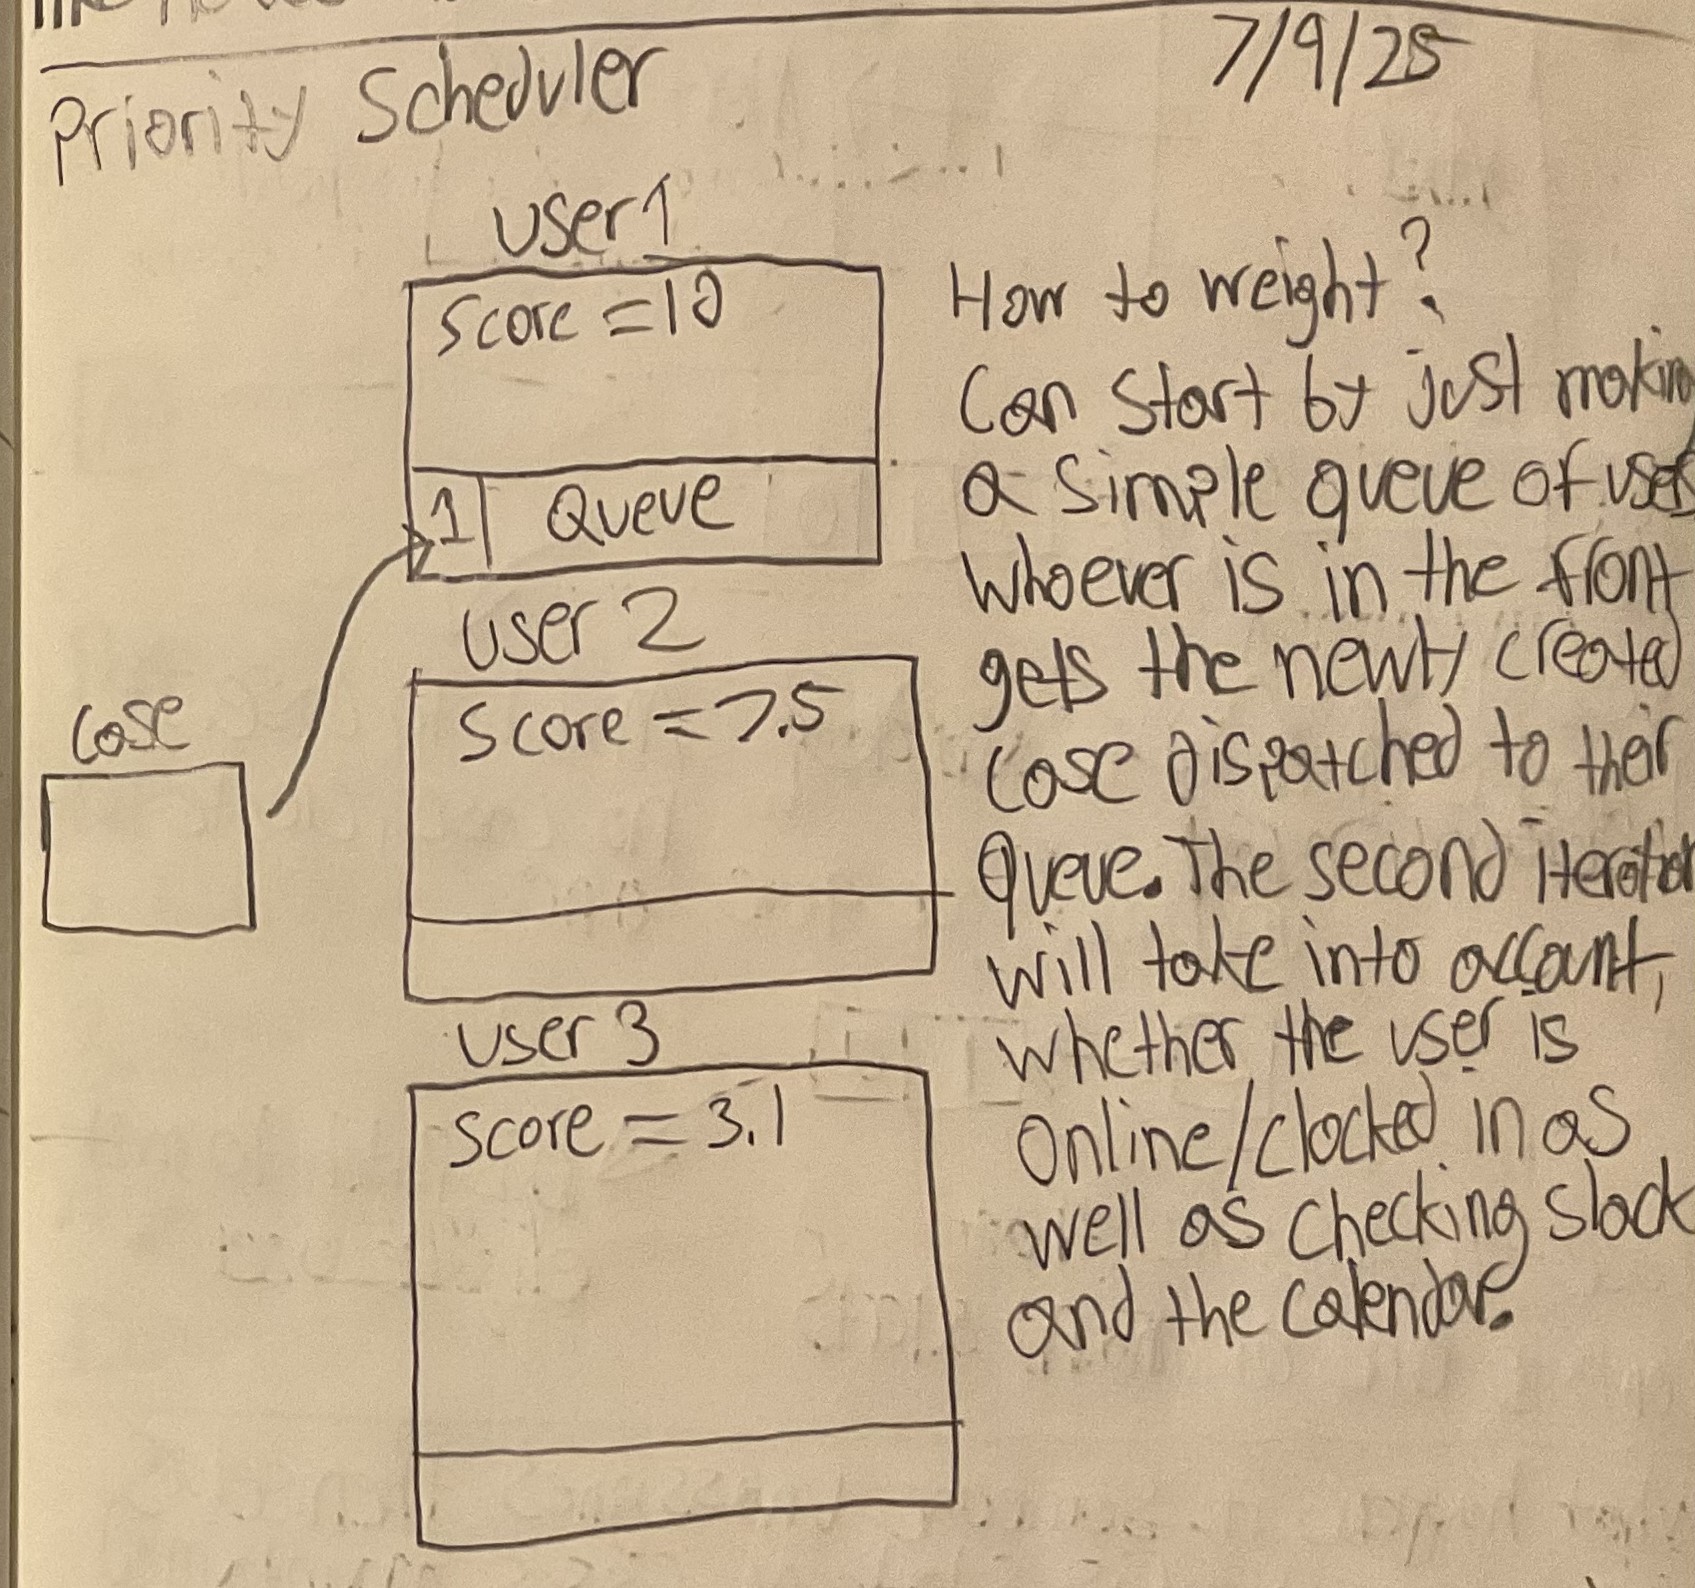 Priority Scheduler
7/9/25
user 1
Score = 10
1 Queue
user 2
Score = 7.5
case
user 3
Score = 3.1
How to weight?
Can start by just making
a simple queue of users
whoever is in the front
gets the newly created
case dispatched to their
Queue. The second iteration
will take into account,
whether the user is
Online/clocked in as
well as checking slack
and the calendar.